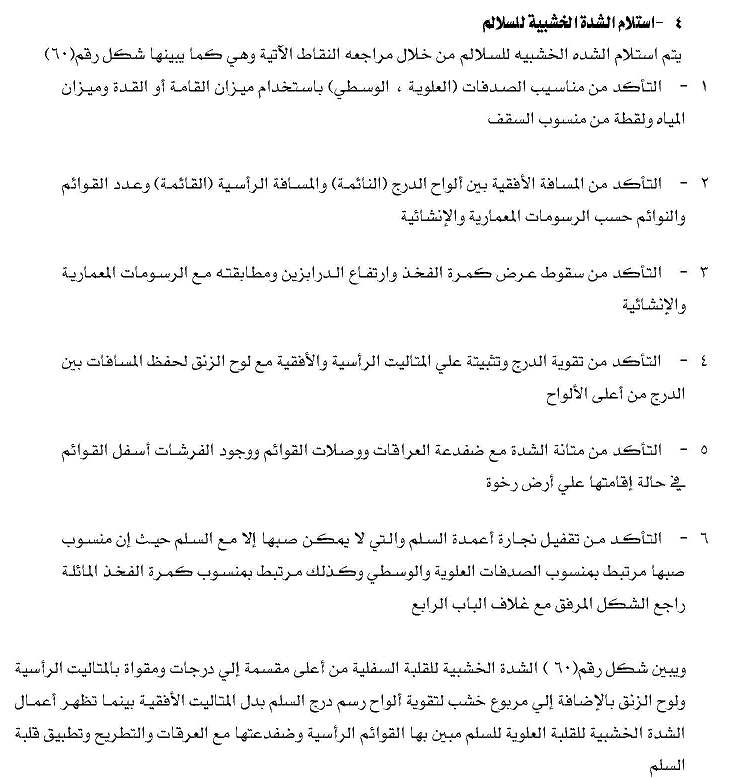 ٤ -استلام الشدة الخشبية للسلالم
يتم استلام الشده الخشبيه للسلالم من خلال مراجعه النقاط الآتية وهي كما يبينها شكل رقم(٦٠)
١ - التأكد من مناسيب الصدفات (العلوية ، الوسطي) باستخدام ميزان القامة أو القدة وميزان
المياه ولقطة من منسوب السقف
٢ - التأكد من المسافة الأفقية بين ألواح الدرج (النائمة) والمسافة الرأسية (القائمة) وعدد القوائم
والنوائم حسب الرسومات المعمارية والإنشائية
٣ - التأكد من سقوط عرض كمرة الفخذ وارتفاع الدرابزين ومطابقته مع الرسومات المعمارية
والإنشائية
٤ - التأكد من تقوية الدرج وتثبيتة علي المتاليت الرأسية والأفقية مع لوح الزنق لحفظ المسافات بين
الدرج من أعلى الألواح
٥ - التأكد من متانة الشدة مع ضفدعة العراقات ووصلات القوائم ووجود الفرشات أسفل القوائم
في حالة إقامتها علي أرض رخوة
٦ - التأكد من تقفيل نجارة أعمدة السلم والتي لا يمكن صبها إلا مع السلم حيث إن منسوب
صبها مرتبط بمنسوب الصدفات العلوية والوسطي وكذلك مرتبط بمنسوب كمرة الفخذ المائلة
راجع الشكل المرفق مع غلاف الباب الرابع
ويبين شكل رقم(٦٠ ) الشدة الخشبية للقلبة السفلية من أعلى مقسمة إلي درجات ومقواة بالمتاليت الرأسية
ولوح الزنق بالإضافة إلي مربوع خشب لتقوية ألواح رسم درج السلم بدل المتاليت الأفقية بينما تظهر أعمال
الشدة الخشبية للقلبة العلوية للسلم مبين بها القوائم الرأسية وضفدعتها مع العرقات والتطريح وتطبيق قلبة
السلم